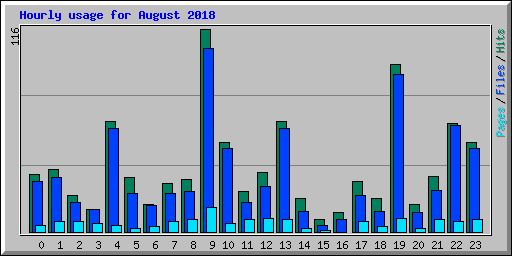 Hourly usage for August 2018
116
Pages/Files/Hits
0 1 2 3 4 5 6 7 8 9 10 11 12 13 14 15 16 17 18 19 20 21 22 23